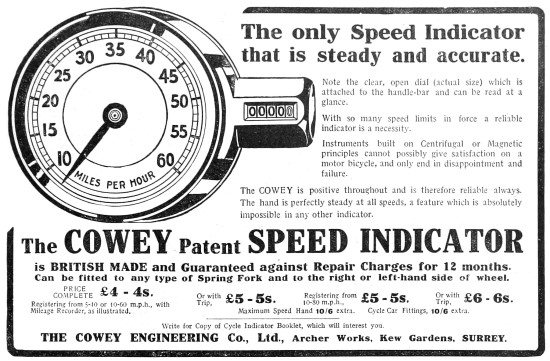 The only Speed Indicator
that is steady and accurate.
Note the clear, open dial (actual size) which is
attached to the handle-bar and can be read at a
glance.
With so many speed limits in force a reliable
indicator is a necessity.
Instruments built on Centrifugal or Magnetic
principles cannot possibly give satisfaction on a
motor bicycle, and only end in disappointment and
failure.
The COWEY is positive throughout and is therefore reliable always.
The hand is perfectly steady at all speeds, a feature which is absolutely
impossible in any other indicator.
10 15 20 25 30 35 40 45 50 55 60
MILES PER HOUR
00000
The COWEY Patent SPEED INDICATOR
is BRITISH MADE and Guaranteed against Repair Charges for 12 months.
Can be fitted to any type of Spring Fork and to the right or left-hand side of wheel.
PRICE COMPLETE £4 - 4s. Or with Trip, £5 - 5s. Registering from 10-80 m.p.h., £5 - 5s. Or with Trip, £6 - 6s.
Registering from 5-10 or 10-60 m.p.h., with
Mileage Recorder, as illustrated. Maximum Speed Hand 10/6 extra. Cycle Car Fittings, 10/6 extra.
Write for Copy of Cycle Indicator Booklet, which will interest you.
THE COWEY ENGINEERING Co., Ltd., Archer Works, Kew Gardens, SURREY.